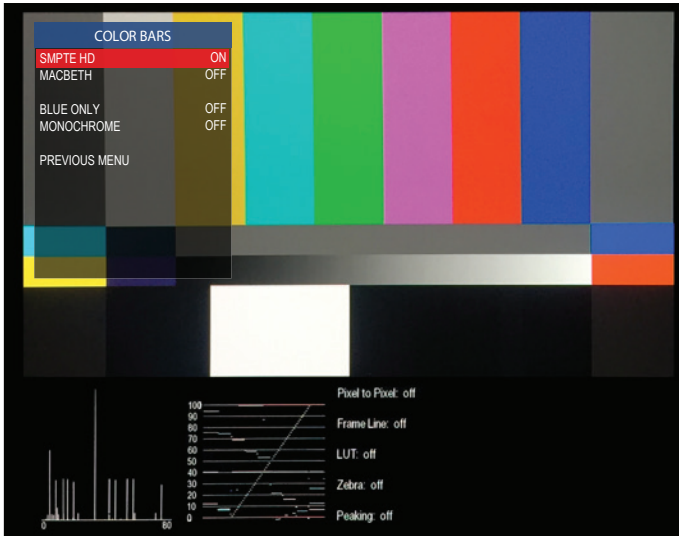 COLOR BARS
SMPTE HD ON
MACBETH OFF
BLUE ONLY OFF
MONOCHROME OFF
PREVIOUS MENU
Pixel to Pixel: off
Frame Line: off
LUT: off
Zebra: off
Peaking: off
100
90
80
70
60
50
40
30
20
10
0
0 60